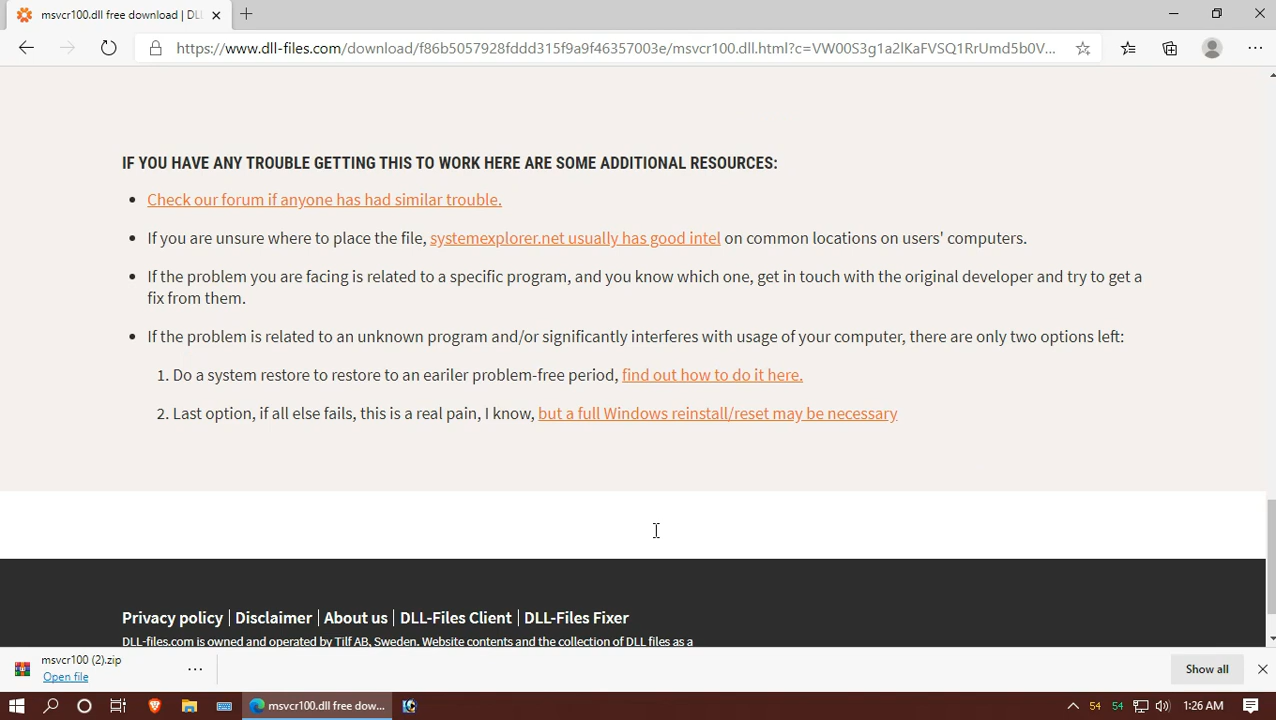 msvcr100.dll free download | DL
https://www.dll-files.com/download/f86b5057928fddd315f9a9f46357003e/msvcr100.dll.html?c=VW00S3g1a2lKaFVSQ1RrUmd5b0V...
IF YOU HAVE ANY TROUBLE GETTING THIS TO WORK HERE ARE SOME ADDITIONAL RESOURCES:
Check our forum if anyone has had similar trouble.
If you are unsure where to place the file, systemexplorer.net usually has good intel on common locations on users' computers.
If the problem you are facing is related to a specific program, and you know which one, get in touch with the original developer and try to get a
fix from them.
If the problem is related to an unknown program and/or significantly interferes with usage of your computer, there are only two options left:
1. Do a system restore to restore to an eariler problem-free period, find out how to do it here.
2. Last option, if all else fails, this is a real pain, I know, but a full Windows reinstall/reset may be necessary
Privacy policy | Disclaimer | About us | DLL-Files Client | DLL-Files Fixer
DLL-files.com is owned and operated by Tilf AB, Sweden. Website contents and the collection of DLL files as a
msvcr100 (2).zip
Open file
Show all
msvcr100.dll free dow...
54 54
1:26 AM